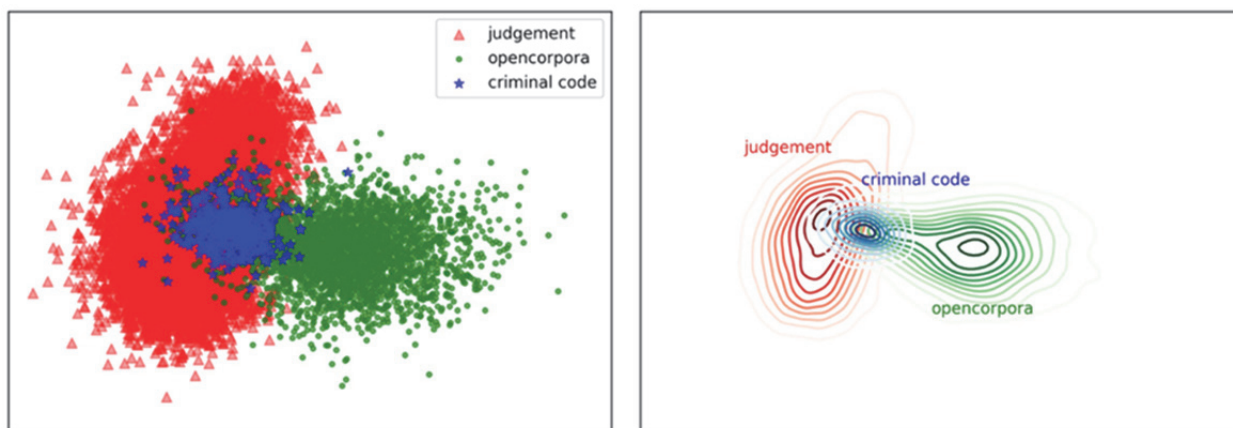 judgement
opencorpora
criminal code
judgement
criminal code
opencorpora